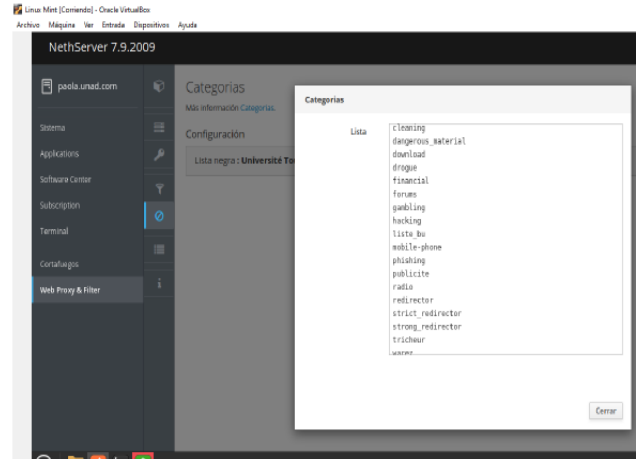 Linux Mint [Corriendo] - Oracle VirtualBox
Archivo Máquina Ver Entrada Dispositivos Ayuda
NethServer 7.9.2009
paola.unad.com
Sistema
Applications
Software Center
Subscription
Terminal
Cortafuegos
Web Proxy & Filter
Categorias
Más información Categorias.
Configuración
Lista negra : Université To
Categorias
Lista
cleaning
dangerous_material
download
drogue
financial
forums
gambling
hacking
liste_bu
mobile-phone
phishing
publicite
radio
redirector
strict_redirector
strong_redirector
tricheur
warez
Cerrar